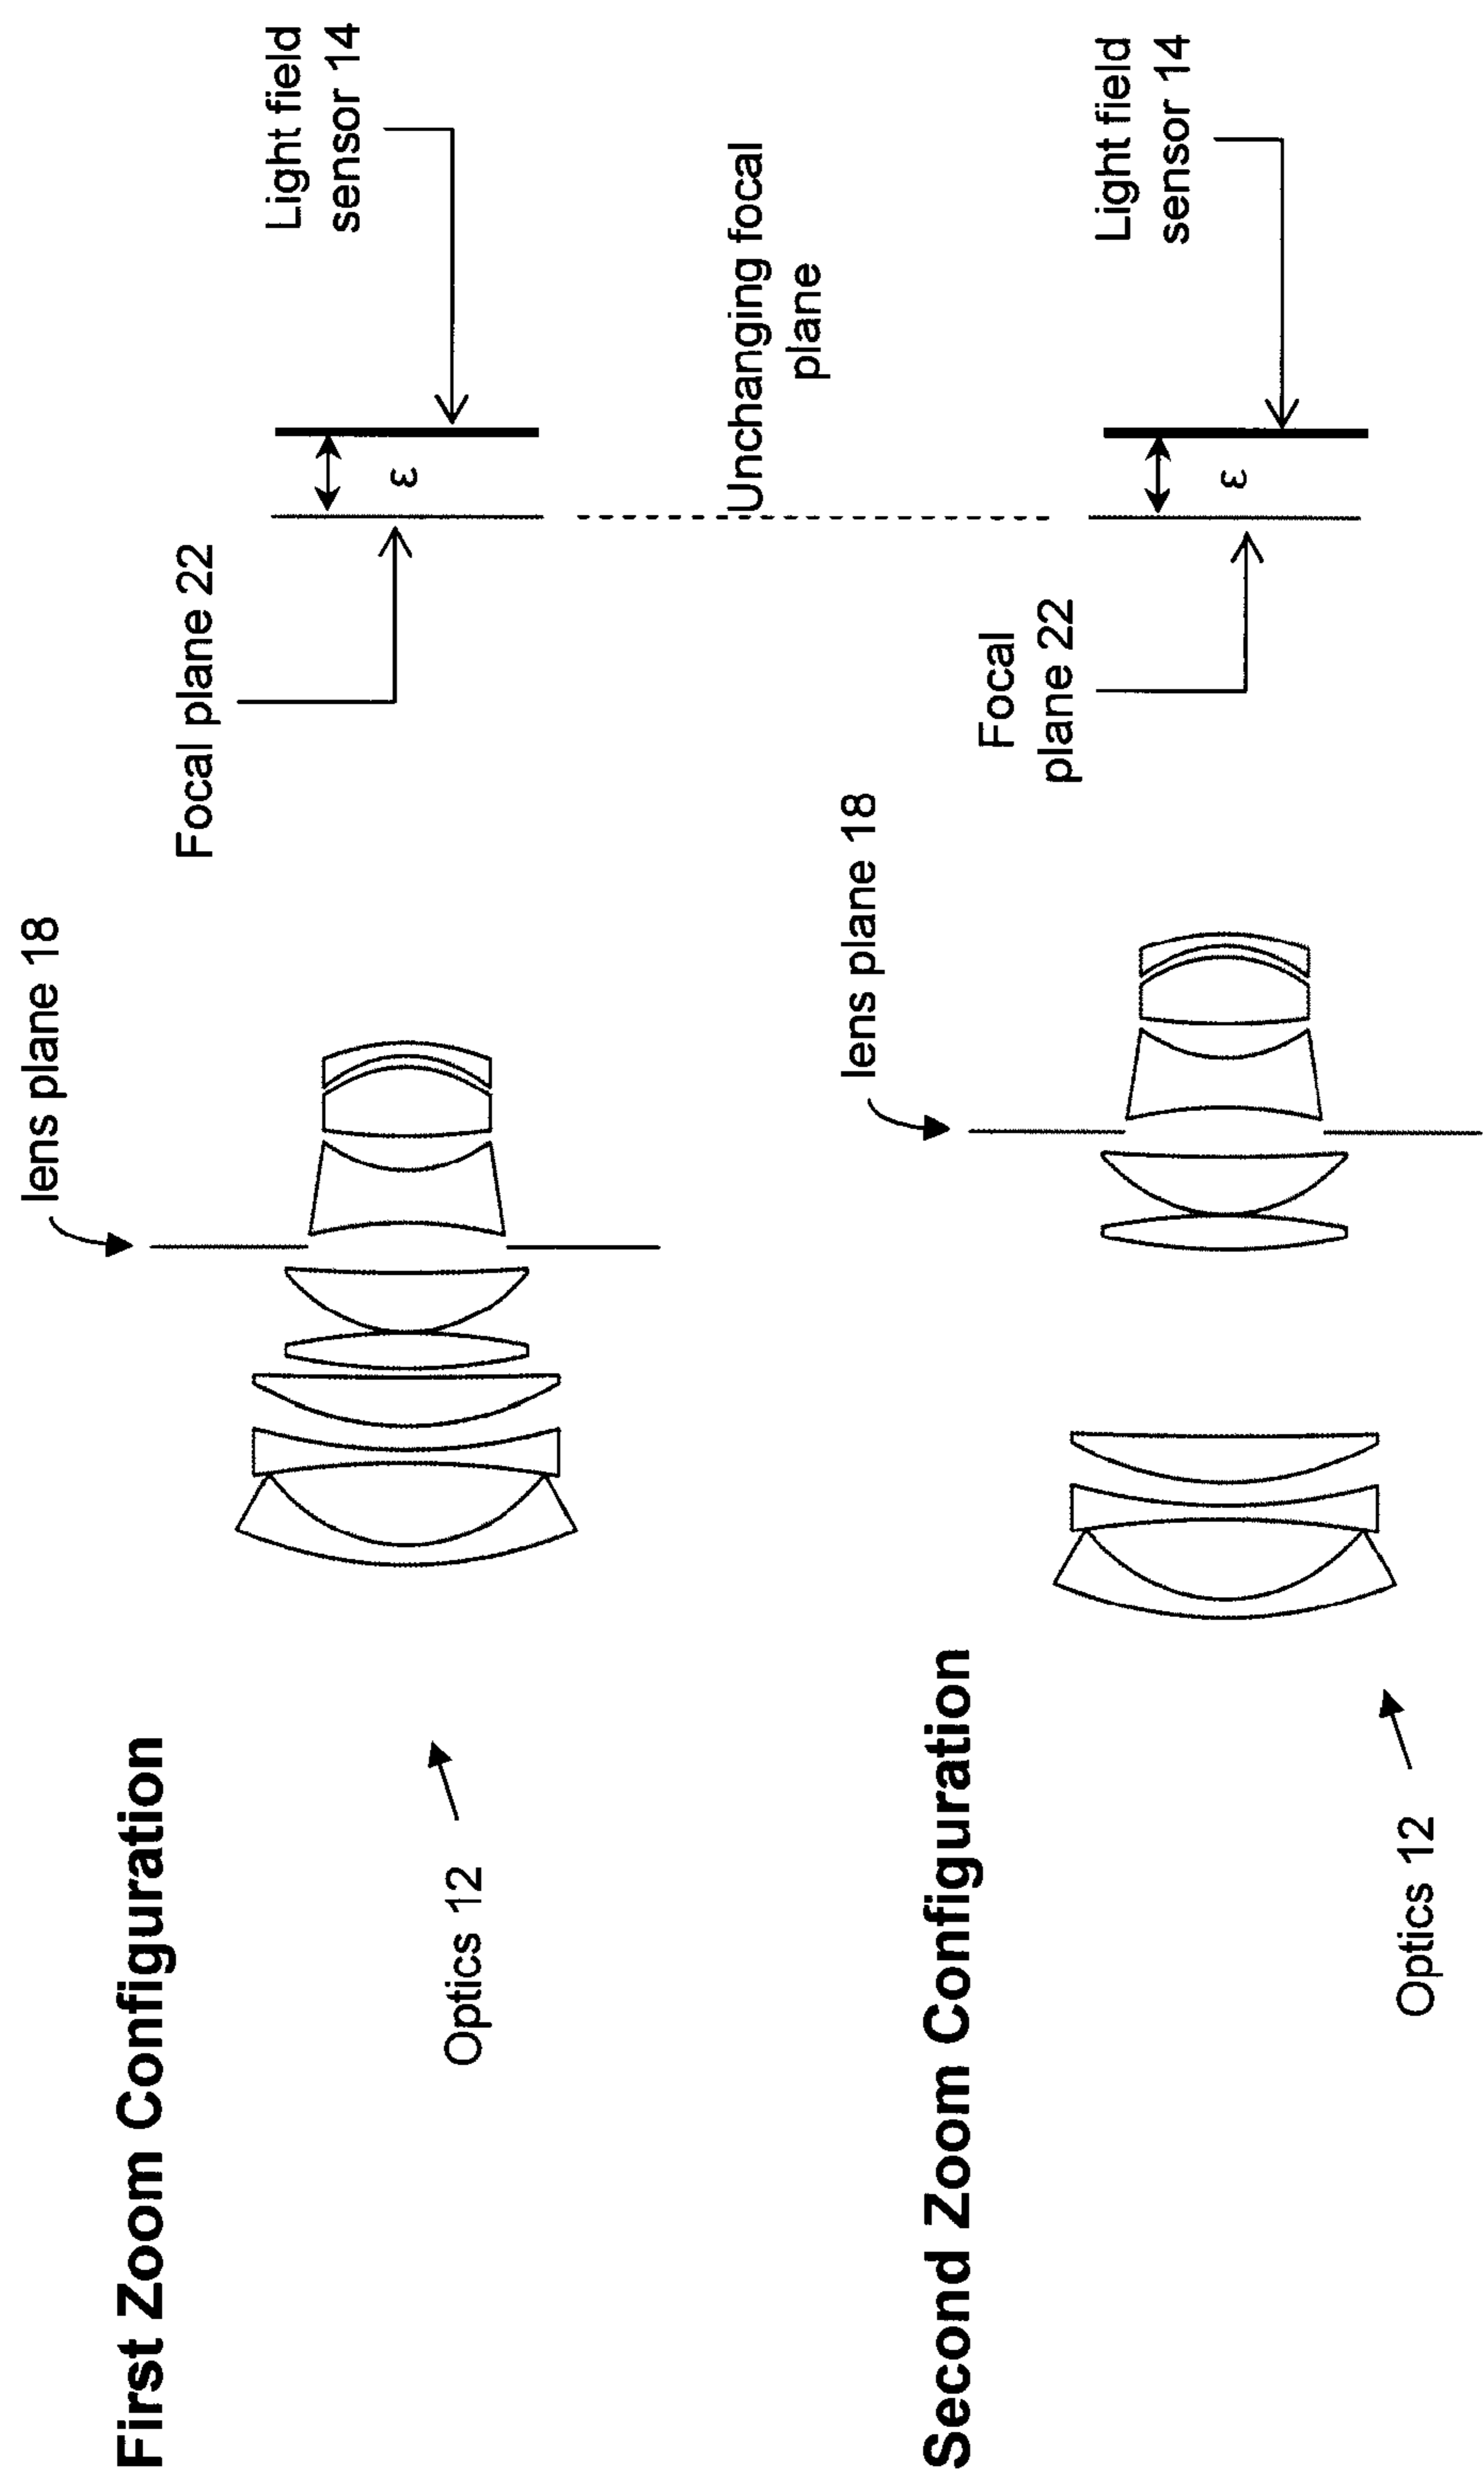 First Zoom Configuration
Optics 12
lens plane 18
Focal plane 22
ε
Light field
sensor 14
Unchanging focal
plane
Second Zoom Configuration
Optics 12
lens plane 18
Focal
plane 22
ε
Light field
sensor 14